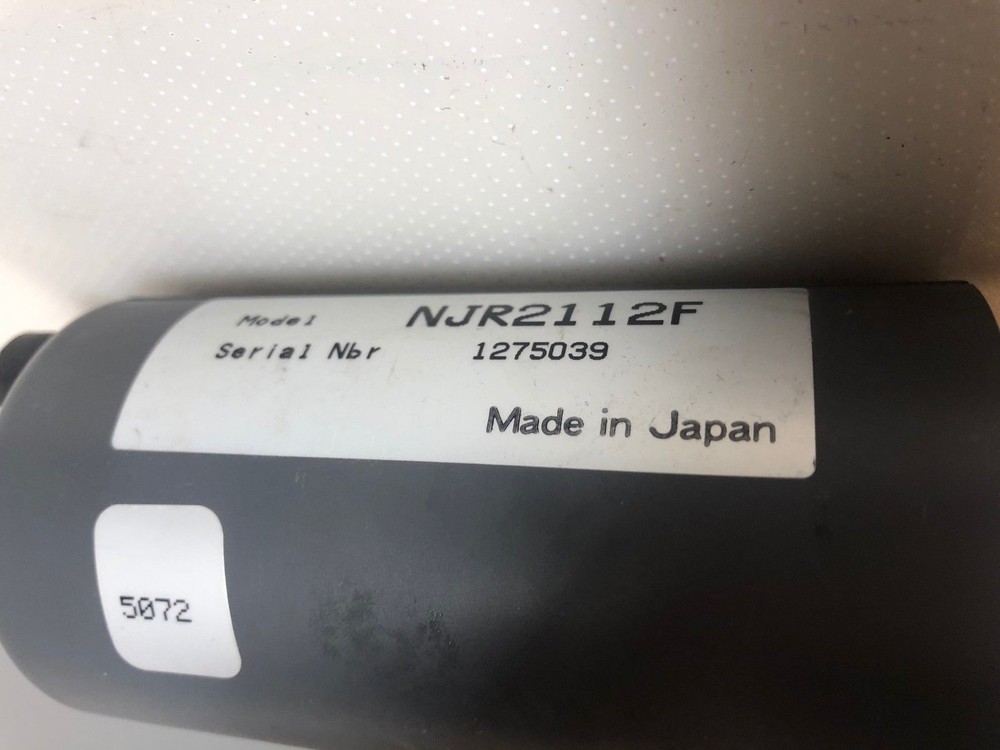 Model NJR2112F
Serial Nbr 1275039
Made in Japan
5072